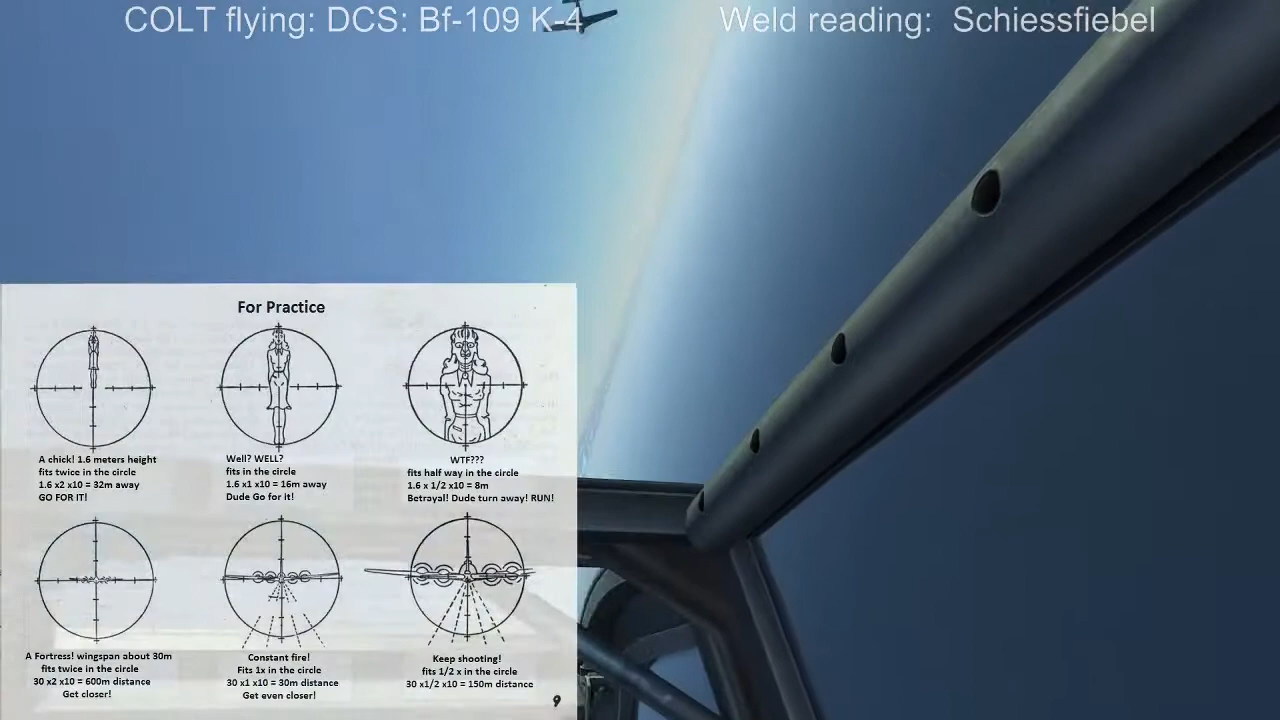 COLT flying: DCS: Bf-109 K-4
Weld reading: Schiessfiebel
For Practice
A chick! 1.6 meters height
fits twice in the circle
1.6 x2 x10 = 32m away
GO FOR IT!
Well? WELL?
fits in the circle
1.6 x1 x10 = 16m away
Dude Go for it!
WTF???
fits half way in the circle
1.6 x 1/2 x10 = 8m
Betrayal! Dude turn away! RUN!
A Fortress! wingspan about 30m
fits twice in the circle
30 x2 x10 = 600m distance
Get closer!
Constant fire!
Fits 1x in the circle
30 x1 x10 = 30m distance
Get even closer!
Keep shooting!
fits 1/2 x in the circle
30 x1/2 x10 = 150m distance
9